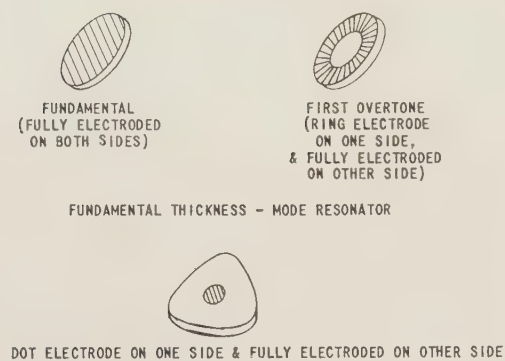 FUNDAMENTAL
(FULLY ELECTRODED
ON BOTH SIDES)
FIRST OVERTONE
(RING ELECTRODE
ON ONE SIDE,
& FULLY ELECTRODED
ON OTHER SIDE)
FUNDAMENTAL THICKNESS - MODE RESONATOR
DOT ELECTRODE ON ONE SIDE & FULLY ELECTRODED ON OTHER SIDE